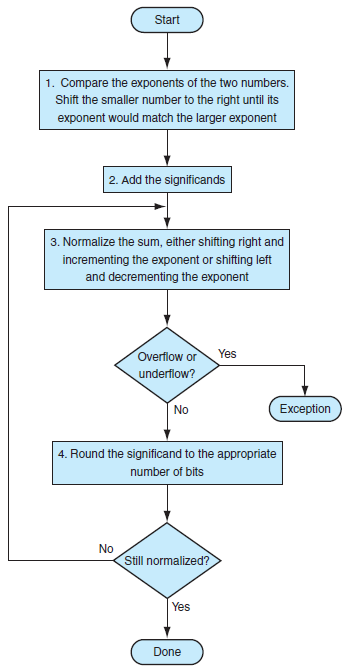 Start
1. Compare the exponents of the two numbers.
Shift the smaller number to the right until its
exponent would match the larger exponent
2. Add the significands
3. Normalize the sum, either shifting right and
incrementing the exponent or shifting left
and decrementing the exponent
Overflow or
underflow?
Yes
No
Exception
4. Round the significand to the appropriate
number of bits
No
Still normalized?
Yes
Done